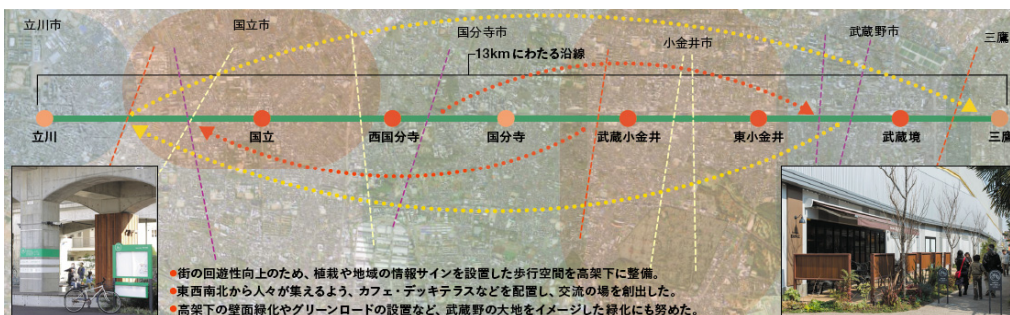 立川市
国立市
国分寺市
小金井市
武蔵野市
三鷹
13kmにわたる沿線
立川
国立
西国分寺
国分寺
武蔵小金井
東小金井
武蔵境
三鷹
●街の回遊性向上のため、植栽や地域の情報サインを設置した歩行空間を高架下に整備。
●東西南北から人々が集えるよう、カフェ・デッキテラスなどを配置し、交流の場を創出した。
●高架下の壁面緑化やグリーンロードの設置など、武蔵野の大地をイメージした緑化にも努めた。